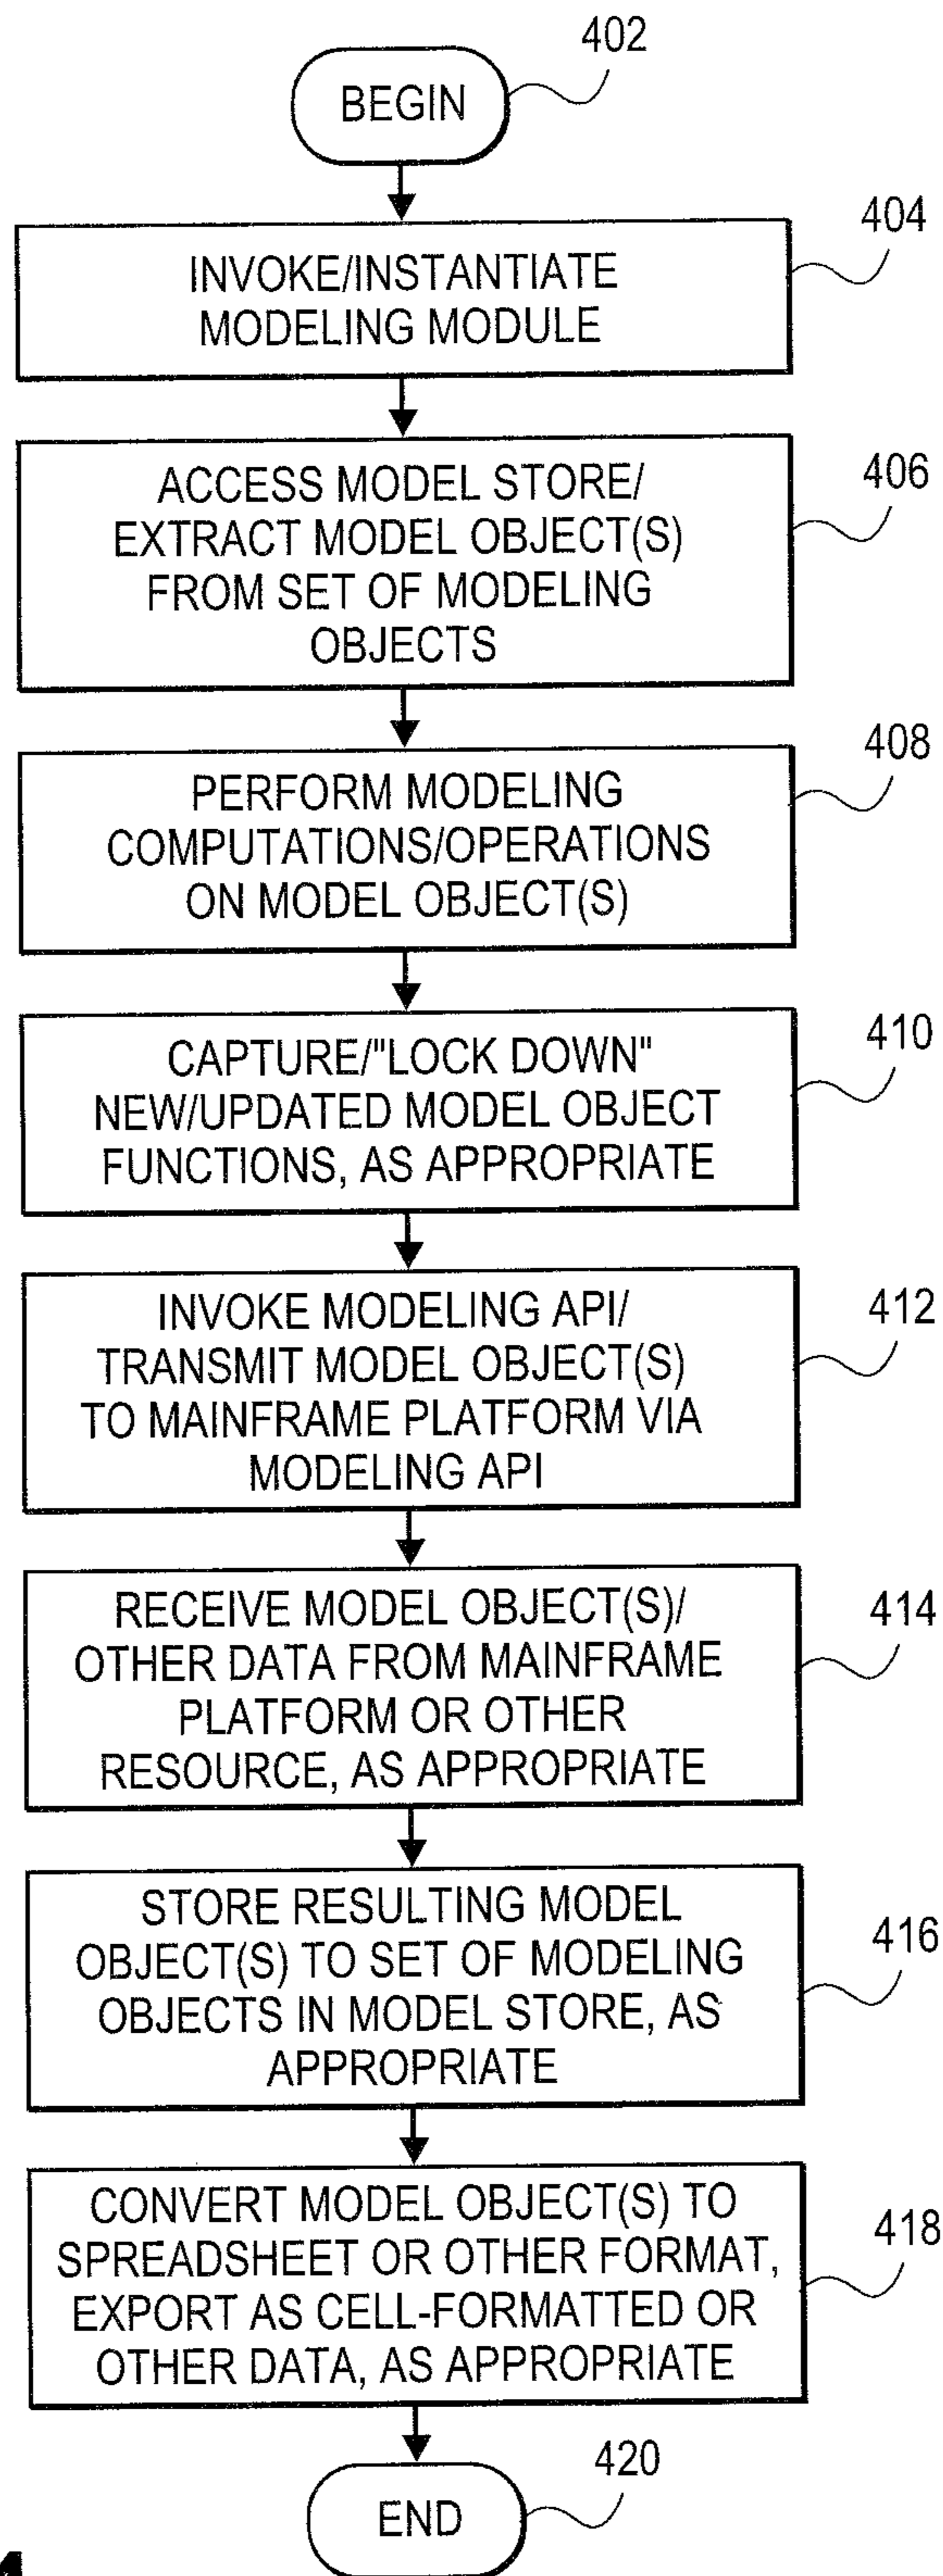 402
BEGIN
404
INVOKE/INSTANTIATE
MODELING MODULE
406
ACCESS MODEL STORE/
EXTRACT MODEL OBJECT(S)
FROM SET OF MODELING
OBJECTS
408
PERFORM MODELING
COMPUTATIONS/OPERATIONS
ON MODEL OBJECT(S)
410
CAPTURE/"LOCK DOWN"
NEW/UPDATED MODEL OBJECT
FUNCTIONS, AS APPROPRIATE
412
INVOKE MODELING API/
TRANSMIT MODEL OBJECT(S)
TO MAINFRAME PLATFORM VIA
MODELING API
414
RECEIVE MODEL OBJECT(S)/
OTHER DATA FROM MAINFRAME
PLATFORM OR OTHER
RESOURCE, AS APPROPRIATE
416
STORE RESULTING MODEL
OBJECT(S) TO SET OF MODELING
OBJECTS IN MODEL STORE, AS
APPROPRIATE
418
CONVERT MODEL OBJECT(S) TO
SPREADSHEET OR OTHER FORMAT,
EXPORT AS CELL-FORMATTED OR
OTHER DATA, AS APPROPRIATE
420
END